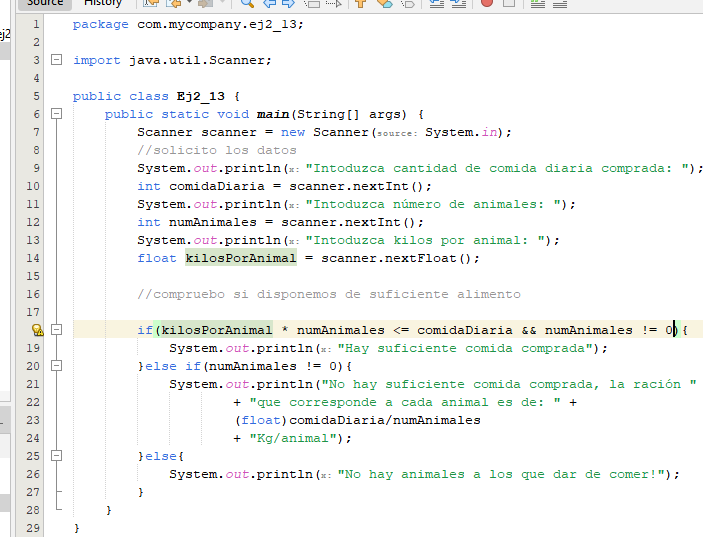 Source History
ej2
1 package com.mycompany.ej2_13;
2
3 import java.util.Scanner;
4
5 public class Ej2_13 {
6 public static void main(String[] args) {
7 Scanner scanner = new Scanner(source: System.in);
8 //solicito los datos
9 System.out.println(x: "Intoduzca cantidad de comida diaria comprada: ");
10 int comidaDiaria = scanner.nextInt();
11 System.out.println(x: "Intoduzca número de animales: ");
12 int numAnimales = scanner.nextInt();
13 System.out.println(x: "Intoduzca kilos por animal: ");
14 float kilosPorAnimal = scanner.nextFloat();
15
16 //compruebo si disponemos de suficiente alimento
17
if(kilosPorAnimal * numAnimales <= comidaDiaria && numAnimales != 0){
19 System.out.println(x: "Hay suficiente comida comprada");
20 }else if(numAnimales != 0){
21 System.out.println("No hay suficiente comida comprada, la ración "
22 + "que corresponde a cada animal es de: " +
23 (float)comidaDiaria/numAnimales
24 + "Kg/animal");
25 }else{
26 System.out.println(x: "No hay animales a los que dar de comer!");
27 }
28 }
29 }